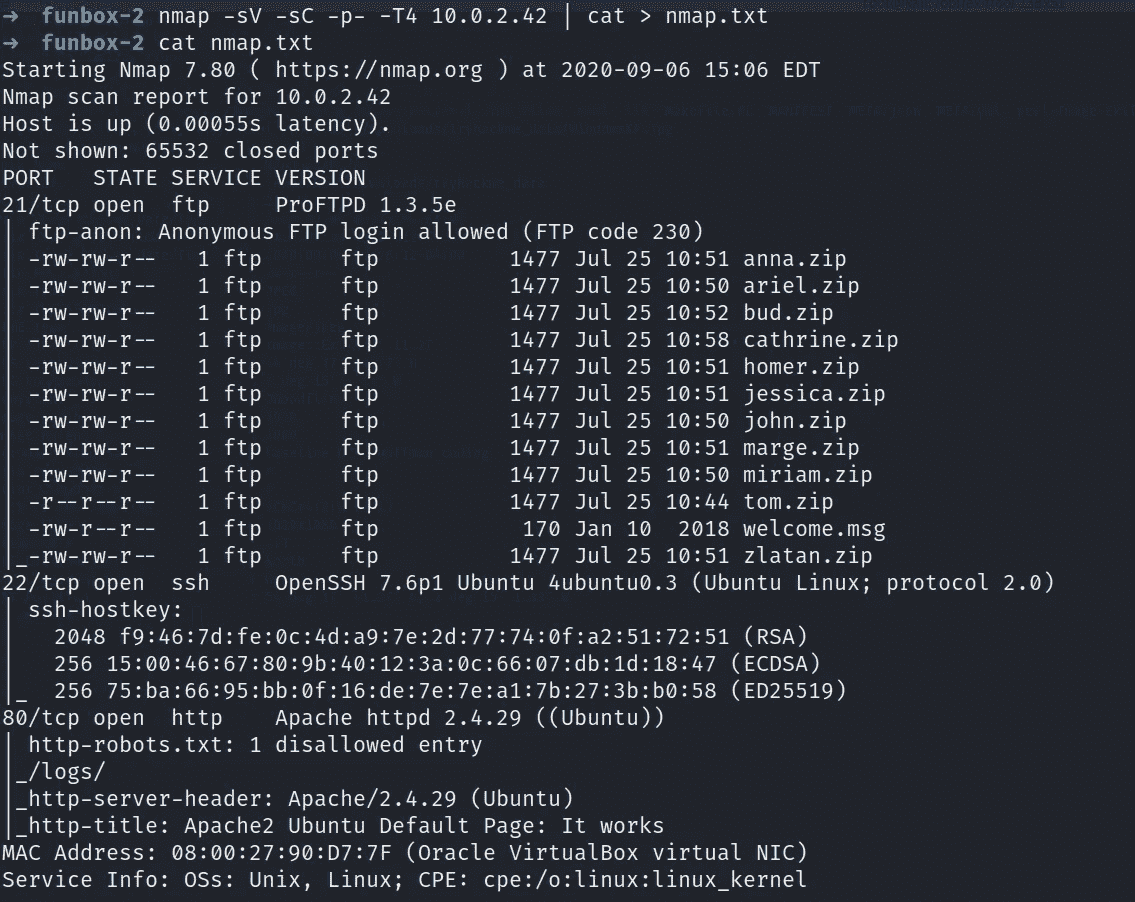 → funbox-2 nmap -sV -sC -p- -T4 10.0.2.42 | cat > nmap.txt
→ funbox-2 cat nmap.txt
Starting Nmap 7.80 ( https://nmap.org ) at 2020-09-06 15:06 EDT
Nmap scan report for 10.0.2.42
Host is up (0.00055s latency).
Not shown: 65532 closed ports
PORT   STATE SERVICE VERSION
21/tcp open  ftp     ProFTPD 1.3.5e
| ftp-anon: Anonymous FTP login allowed (FTP code 230)
| -rw-rw-r--   1 ftp      ftp          1477 Jul 25 10:51 anna.zip
| -rw-rw-r--   1 ftp      ftp          1477 Jul 25 10:50 ariel.zip
| -rw-rw-r--   1 ftp      ftp          1477 Jul 25 10:52 bud.zip
| -rw-rw-r--   1 ftp      ftp          1477 Jul 25 10:58 cathrine.zip
| -rw-rw-r--   1 ftp      ftp          1477 Jul 25 10:51 homer.zip
| -rw-rw-r--   1 ftp      ftp          1477 Jul 25 10:51 jessica.zip
| -rw-rw-r--   1 ftp      ftp          1477 Jul 25 10:50 john.zip
| -rw-rw-r--   1 ftp      ftp          1477 Jul 25 10:51 marge.zip
| -rw-rw-r--   1 ftp      ftp          1477 Jul 25 10:50 miriam.zip
| -r--r--r--   1 ftp      ftp          1477 Jul 25 10:44 tom.zip
| -rw-r--r--   1 ftp      ftp           170 Jan 10  2018 welcome.msg
|_-rw-rw-r--   1 ftp      ftp          1477 Jul 25 10:51 zlatan.zip
22/tcp open  ssh     OpenSSH 7.6p1 Ubuntu 4ubuntu0.3 (Ubuntu Linux; protocol 2.0)
| ssh-hostkey:
|   2048 f9:46:7d:fe:0c:4d:a9:7e:2d:77:74:0f:a2:51:72:51 (RSA)
|   256 15:00:46:67:80:9b:40:12:3a:0c:66:07:db:1d:18:47 (ECDSA)
|_  256 75:ba:66:95:bb:0f:16:de:7e:7e:a1:7b:27:3b:b0:58 (ED25519)
80/tcp open  http    Apache httpd 2.4.29 ((Ubuntu))
| http-robots.txt: 1 disallowed entry
|_/logs/
|_http-server-header: Apache/2.4.29 (Ubuntu)
|_http-title: Apache2 Ubuntu Default Page: It works
MAC Address: 08:00:27:90:D7:7F (Oracle VirtualBox virtual NIC)
Service Info: OSs: Unix, Linux; CPE: cpe:/o:linux:linux_kernel